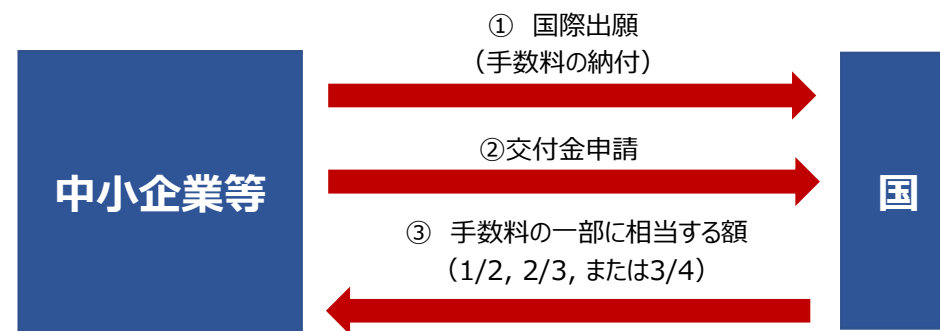 ① 国際出願
（手数料の納付）
②交付金申請
中小企業等
国
③ 手数料の一部に相当する額
（1/2, 2/3, または3/4）